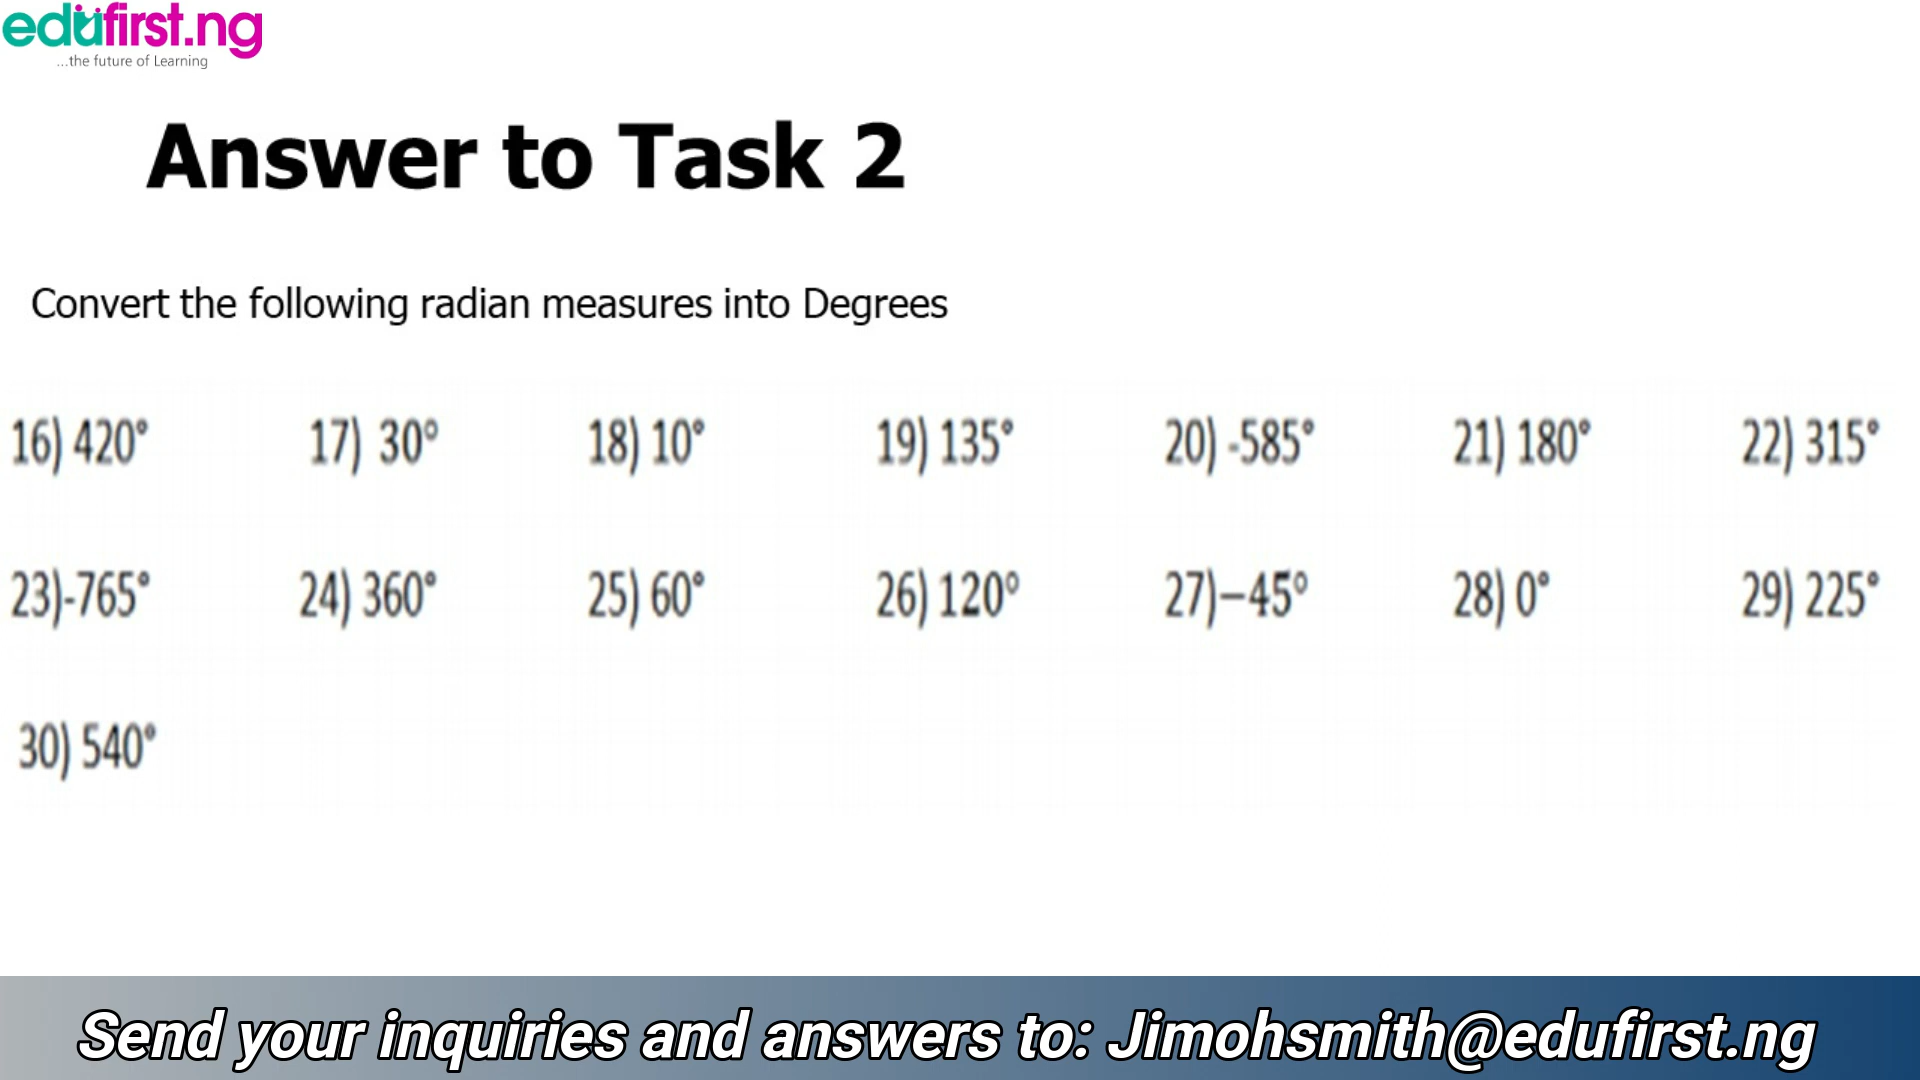 edufirst.ng
...the future of Learning
Answer to Task 2
Convert the following radian measures into Degrees
16) 420° 17) 30° 18) 10° 19) 135° 20) -585° 21) 180° 22) 315°
23)-765° 24) 360° 25) 60° 26) 120° 27)−45° 28) 0° 29) 225°
30) 540°
Send your inquiries and answers to: Jimohsmith@edufirst.ng